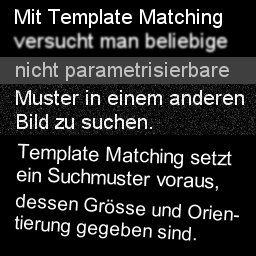 Mit Template Matching
versucht man beliebige
nicht parametrisierbare
Muster in einem anderen
Bild zu suchen.
Template Matching setzt
ein Suchmuster voraus,
dessen Grösse und Orien-
tierung gegeben sind.